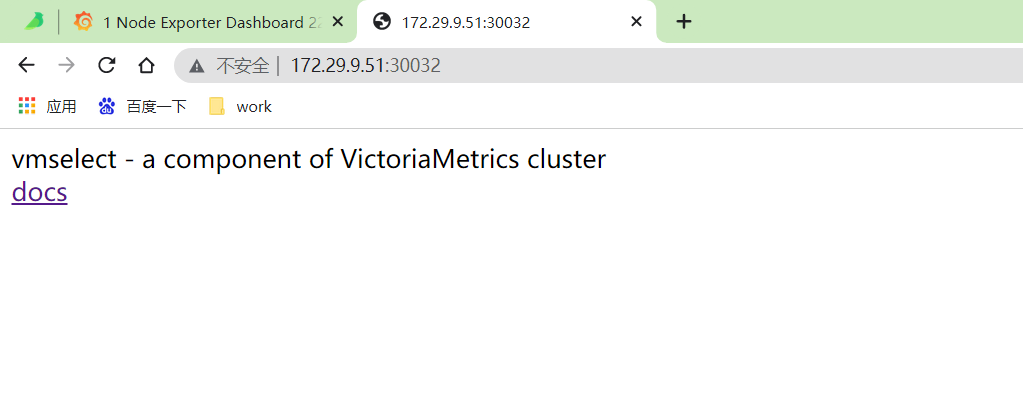 1 Node Exporter Dashboard 22
172.29.9.51:30032
不安全 | 172.29.9.51:30032
应用 百度一下 work
vmselect - a component of VictoriaMetrics cluster
docs